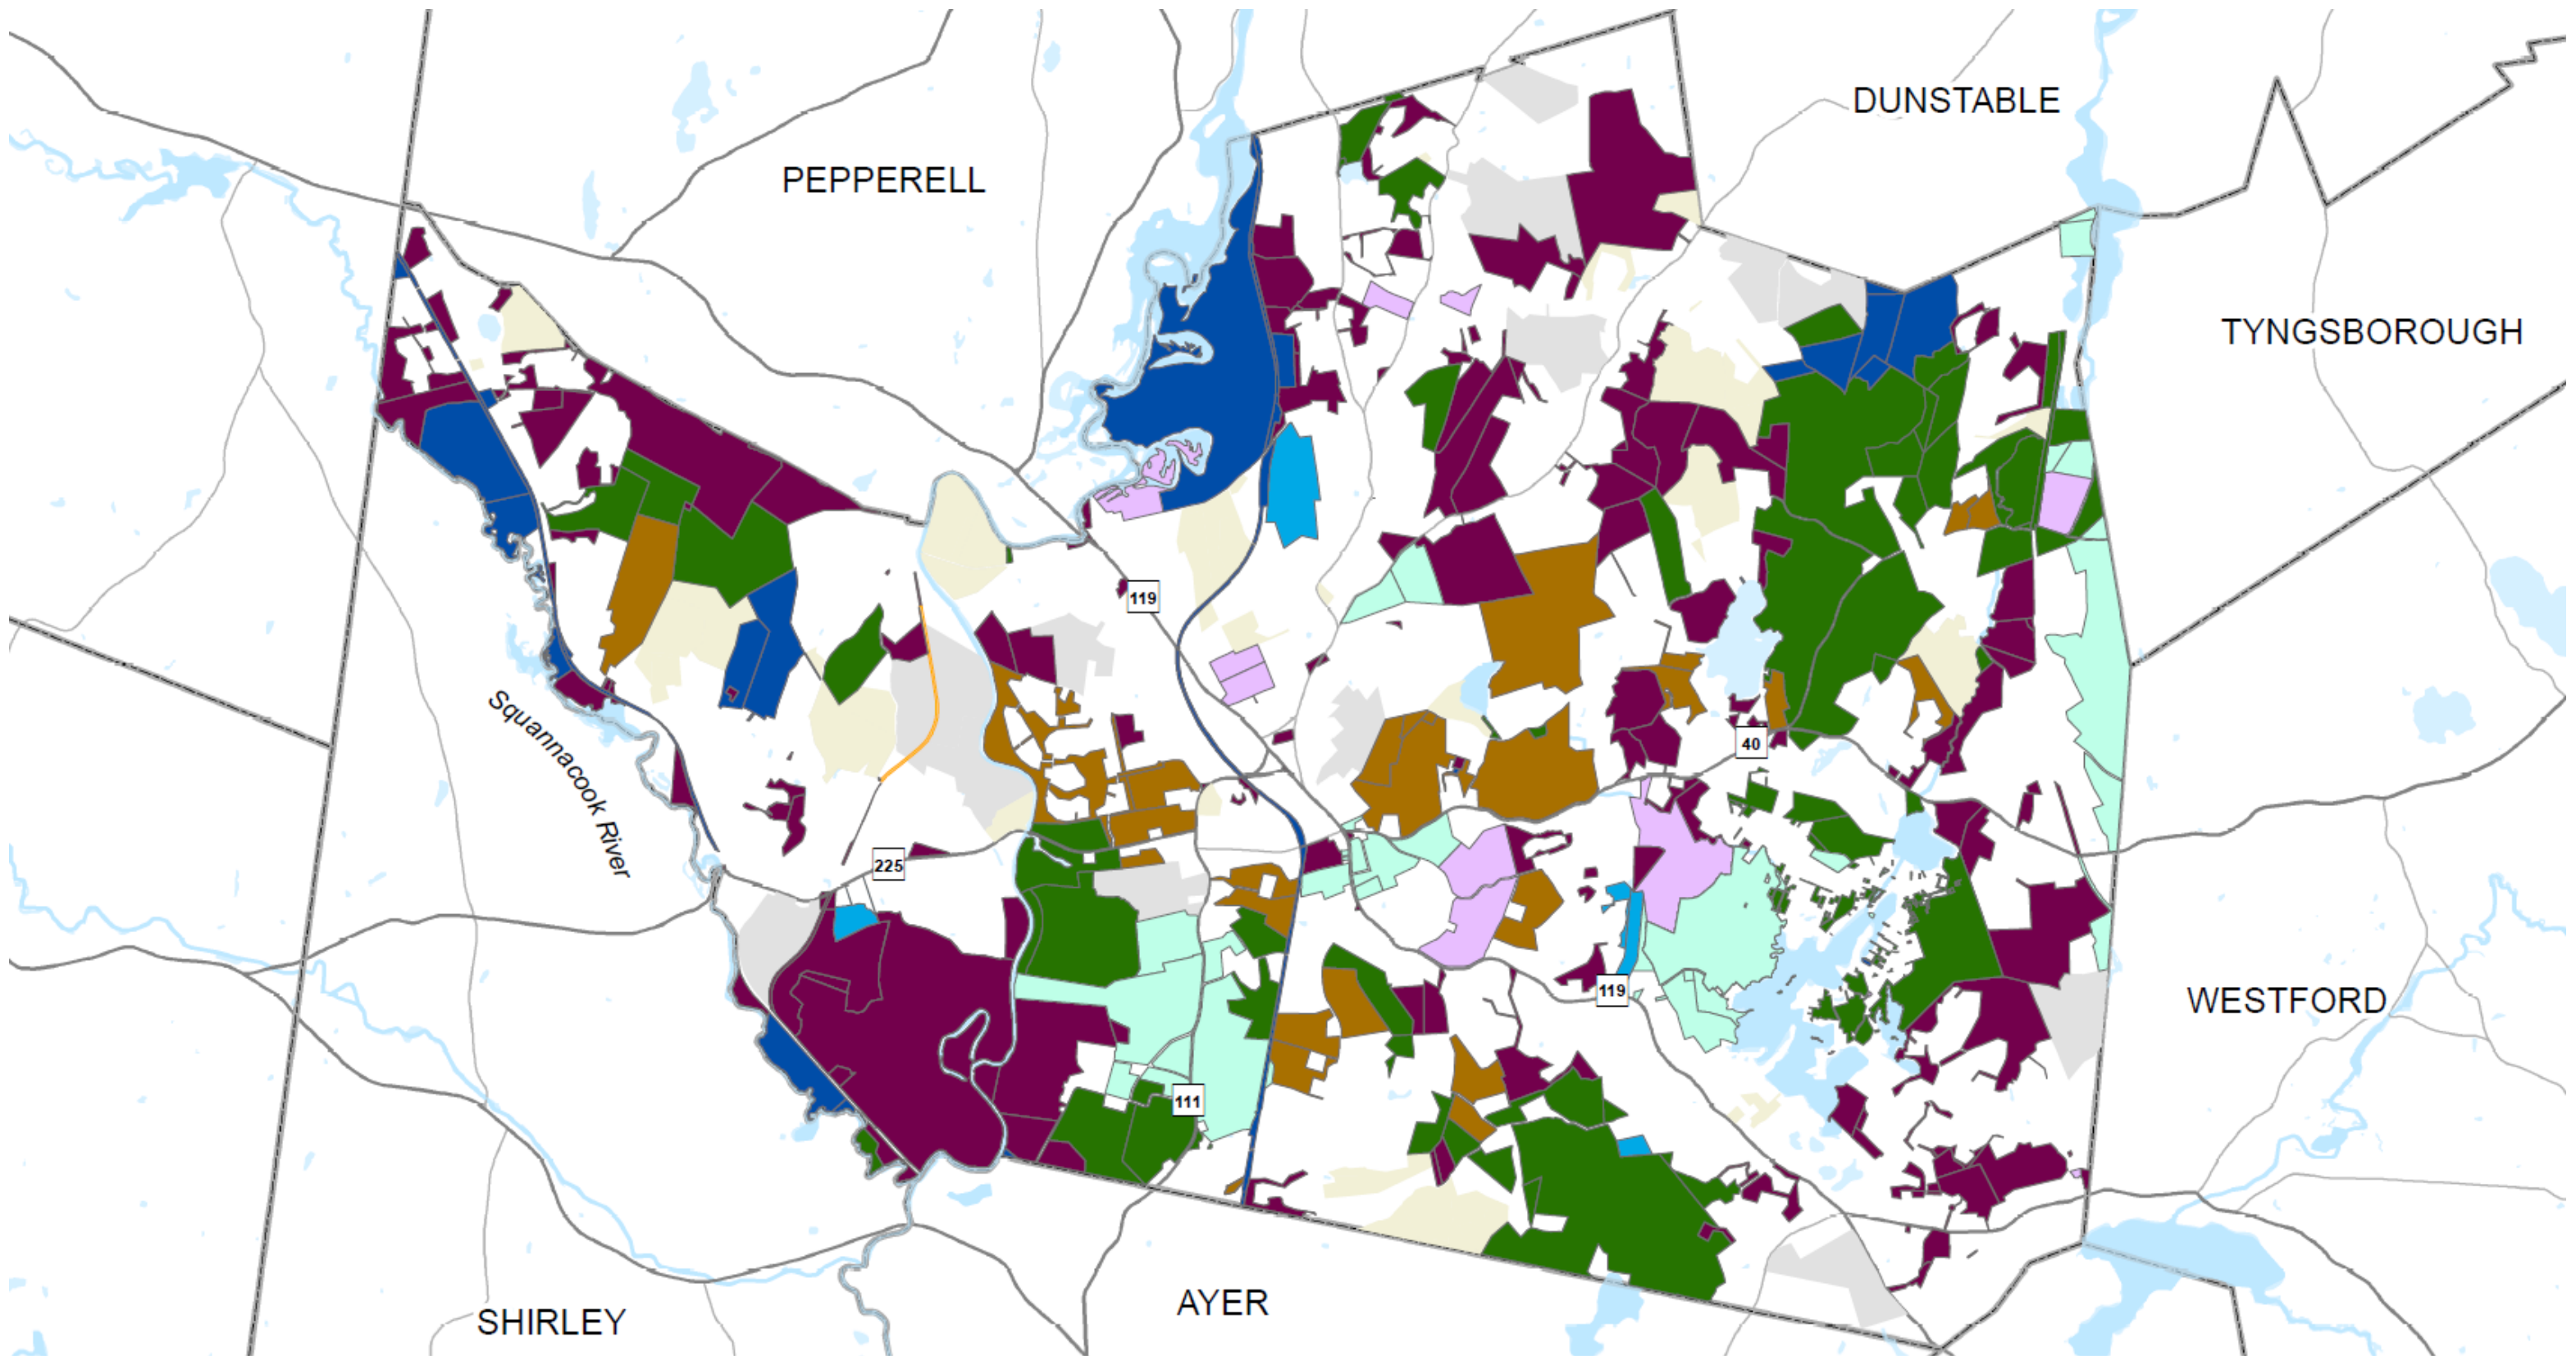 DUNSTABLE
PEPPERELL
TYNGSBOROUGH
119
Squannacook River
40
225
119
WESTFORD
111
AYER
SHIRLEY